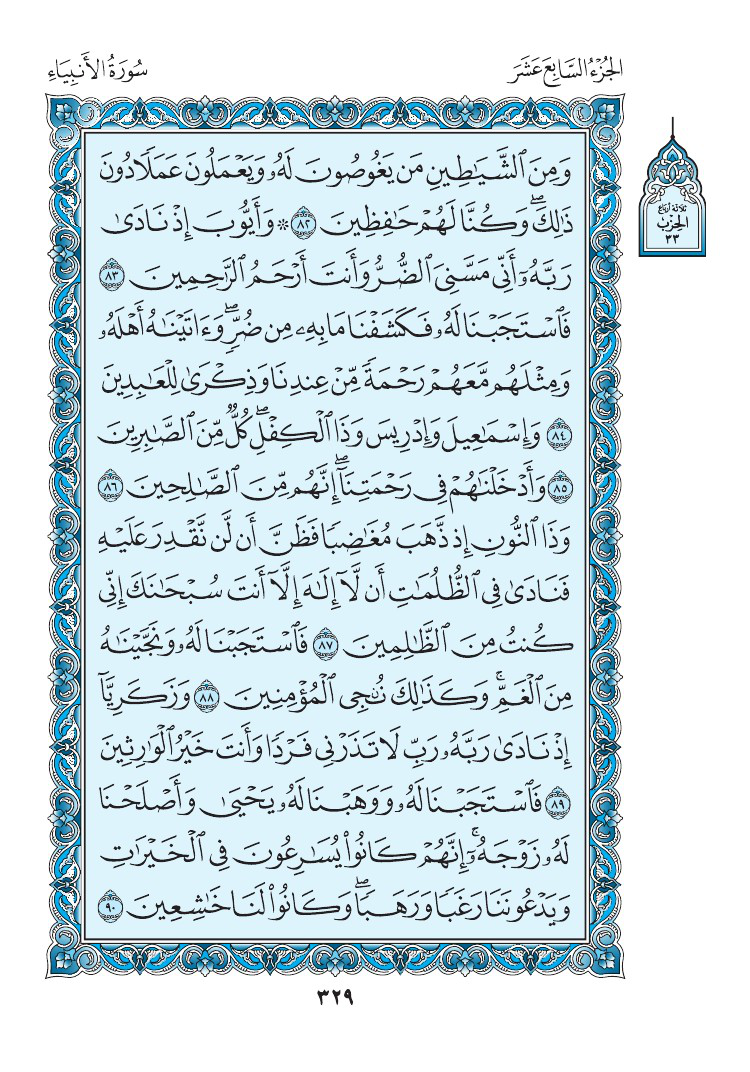 الجُزْءُ السَّابِعَ عَشَرَ
سُورَةُ الأَنبِيَاءِ
وَمِنَ ٱلشَّيَٰطِينِ مَن يَغُوصُونَ لَهُۥ وَيَعْمَلُونَ عَمَلًا دُونَ
ذَٰلِكَۖ وَكُنَّا لَهُمْ حَٰفِظِينَ ٨٢ ۞ وَأَيُّوبَ إِذْ نَادَىٰ
رَبَّهُۥٓ أَنِّي مَسَّنِيَ ٱلضُّرُّ وَأَنتَ أَرْحَمُ ٱلرَّٰحِمِينَ ٨٣
فَٱسْتَجَبْنَا لَهُۥ فَكَشَفْنَا مَا بِهِۦ مِن ضُرٍّۖ وَءَاتَيْنَٰهُ أَهْلَهُۥ
وَمِثْلَهُم مَّعَهُمْ رَحْمَةً مِّنْ عِندِنَا وَذِكْرَىٰ لِلْعَٰبِدِينَ
٨٤ وَإِسْمَٰعِيلَ وَإِدْرِيسَ وَذَا ٱلْكِفْلِۖ كُلٌّ مِّنَ ٱلصَّٰبِرِينَ
٨٥ وَأَدْخَلْنَٰهُمْ فِي رَحْمَتِنَآۖ إِنَّهُم مِّنَ ٱلصَّٰلِحِينَ ٨٦
وَذَا ٱلنُّونِ إِذ ذَّهَبَ مُغَٰضِبًا فَظَنَّ أَن لَّن نَّقْدِرَ عَلَيْهِ
فَنَادَىٰ فِي ٱلظُّلُمَٰتِ أَن لَّآ إِلَٰهَ إِلَّآ أَنتَ سُبْحَٰنَكَ إِنِّي
كُنتُ مِنَ ٱلظَّٰلِمِينَ ٨٧ فَٱسْتَجَبْنَا لَهُۥ وَنَجَّيْنَٰهُ
مِنَ ٱلْغَمِّۚ وَكَذَٰلِكَ نُـۨجِي ٱلْمُؤْمِنِينَ ٨٨ وَزَكَرِيَّآ
إِذْ نَادَىٰ رَبَّهُۥ رَبِّ لَا تَذَرْنِي فَرْدًا وَأَنتَ خَيْرُ ٱلْوَٰرِثِينَ
٨٩ فَٱسْتَجَبْنَا لَهُۥ وَوَهَبْنَا لَهُۥ يَحْيَىٰ وَأَصْلَحْنَا
لَهُۥ زَوْجَهُۥٓۚ إِنَّهُمْ كَانُوا۟ يُسَٰرِعُونَ فِي ٱلْخَيْرَٰتِ
وَيَدْعُونَنَا رَغَبًا وَرَهَبًاۖ وَكَانُوا۟ لَنَا خَٰشِعِينَ ٩٠
ثلاثة أرباع
الحزب
٣٣
٣٢٩